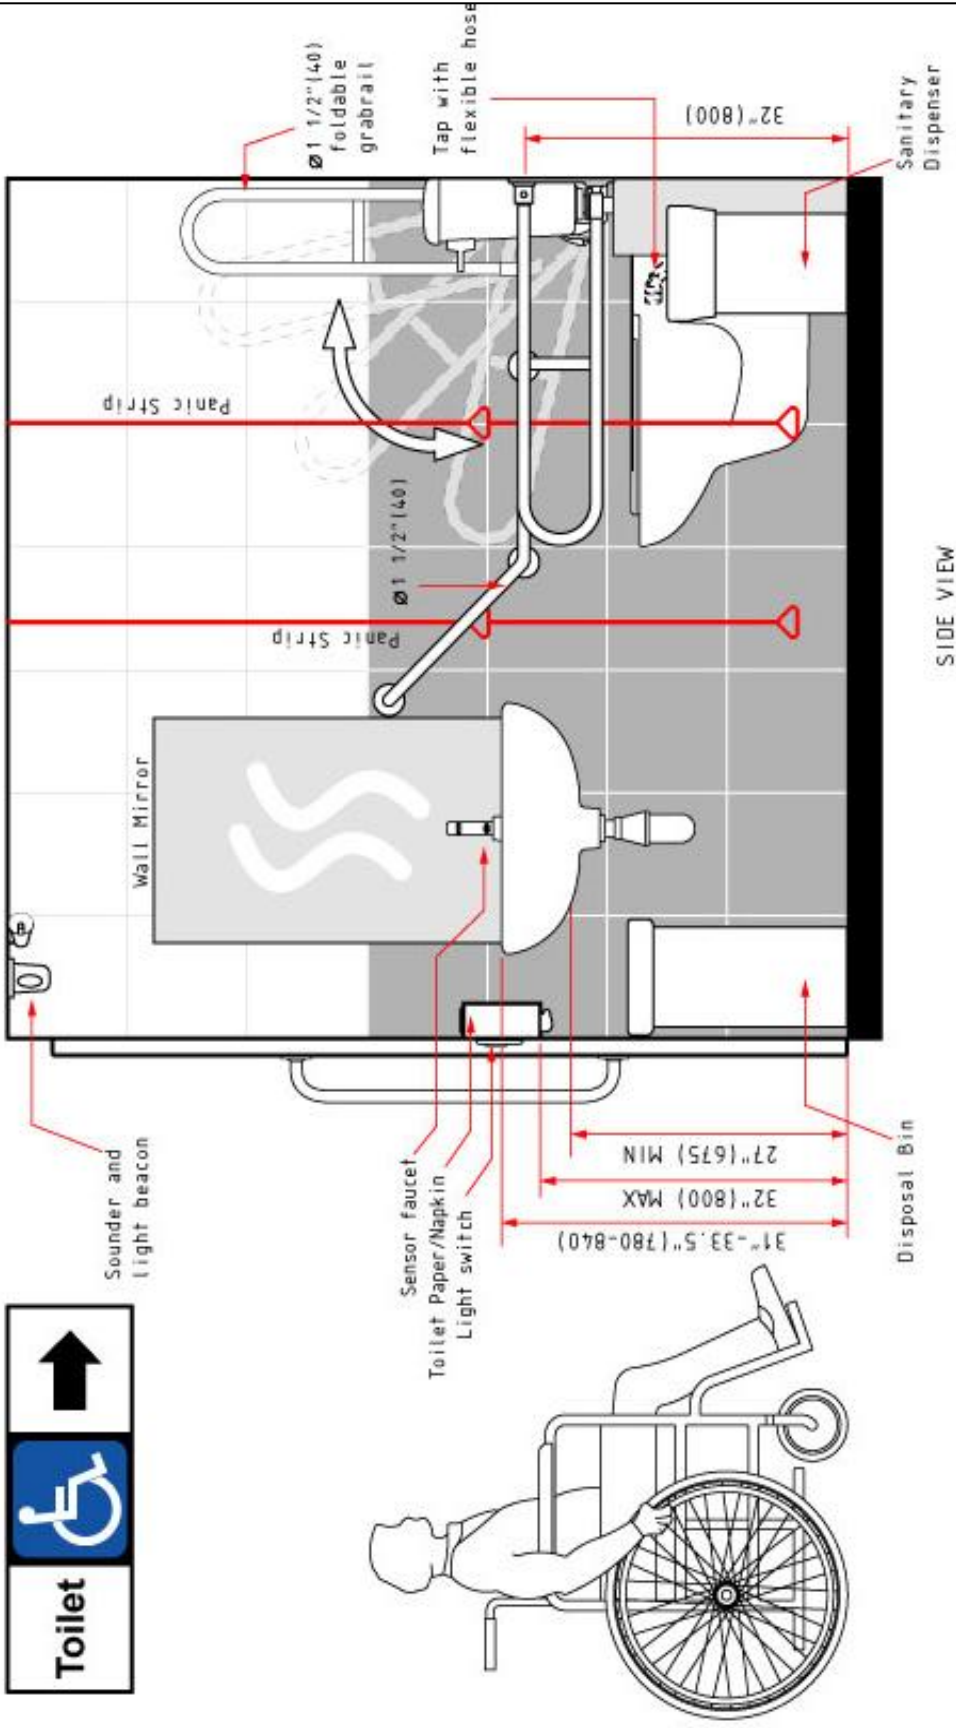 Toilet
Sounder and
light beacon
Wall Mirror
Panic Strip
Panic Strip
Ø1 1/2"(40)
foldable
grabrail
Tap with
flexible hose
Ø1 1/2"(40)
32"(800)
Sensor faucet
Toilet Paper/Napkin
Light switch
31"-33.5"(780-840)
32"(800) MAX
27"(675) MIN
Disposal Bin
Sanitary
Dispenser
SIDE VIEW